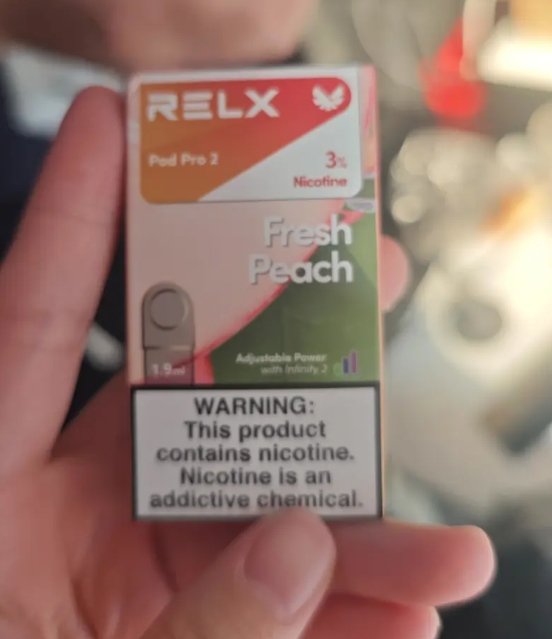 RELX
Pod Pro 2
3%
Nicotine
Fresh
Peach
1.9ml
Adjustable Power
with Infinity 2
WARNING:
This product
contains nicotine.
Nicotine is an
addictive chemical.